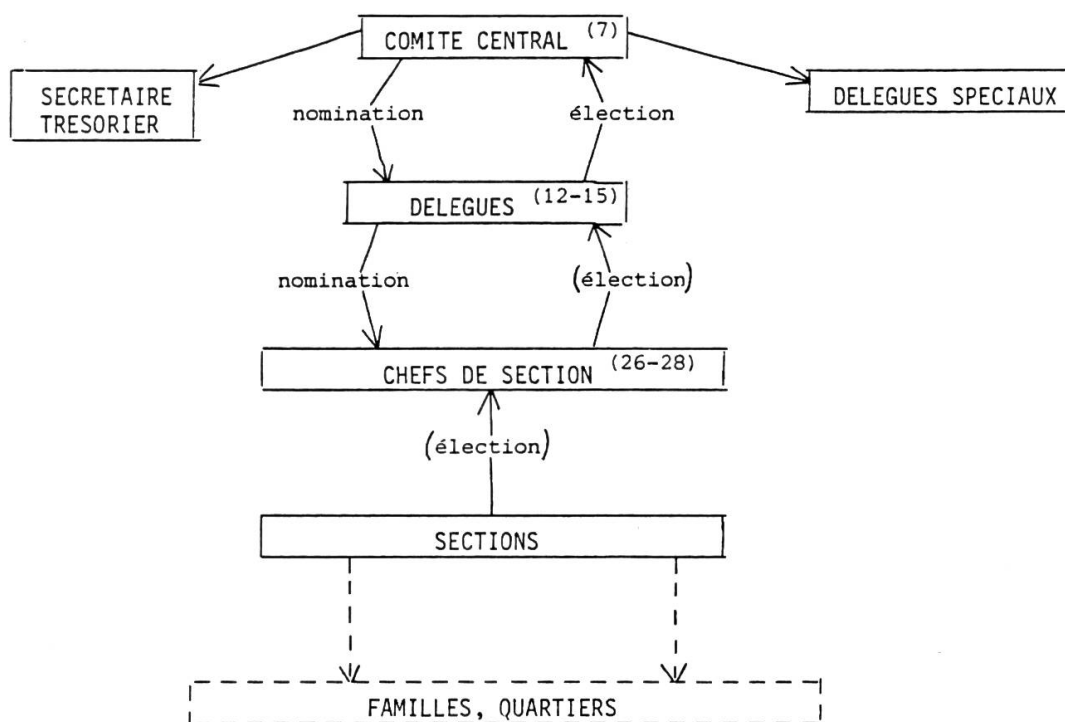 COMITE CENTRAL (7)
SECRETAIRE
TRESORIER
DELEGUES SPECIAUX
nomination
élection
DELEGUES (12-15)
nomination
(élection)
CHEFS DE SECTION (26-28)
(élection)
SECTIONS
FAMILLES, QUARTIERS